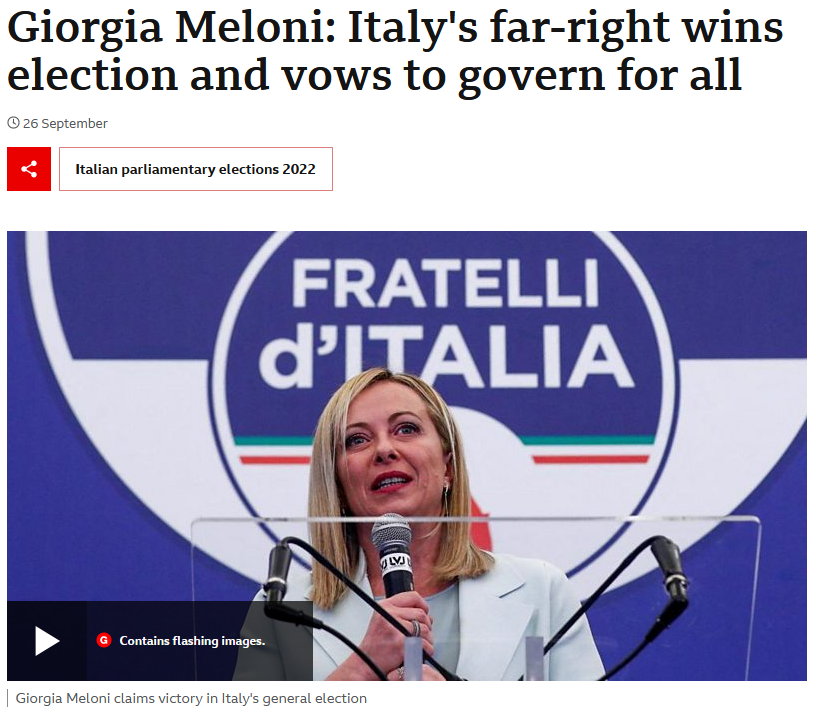 Giorgia Meloni: Italy's far-right wins
election and vows to govern for all
26 September
Italian parliamentary elections 2022
FRATELLI
d'ITALIA
LVJ
G Contains flashing images.
Giorgia Meloni claims victory in Italy's general election